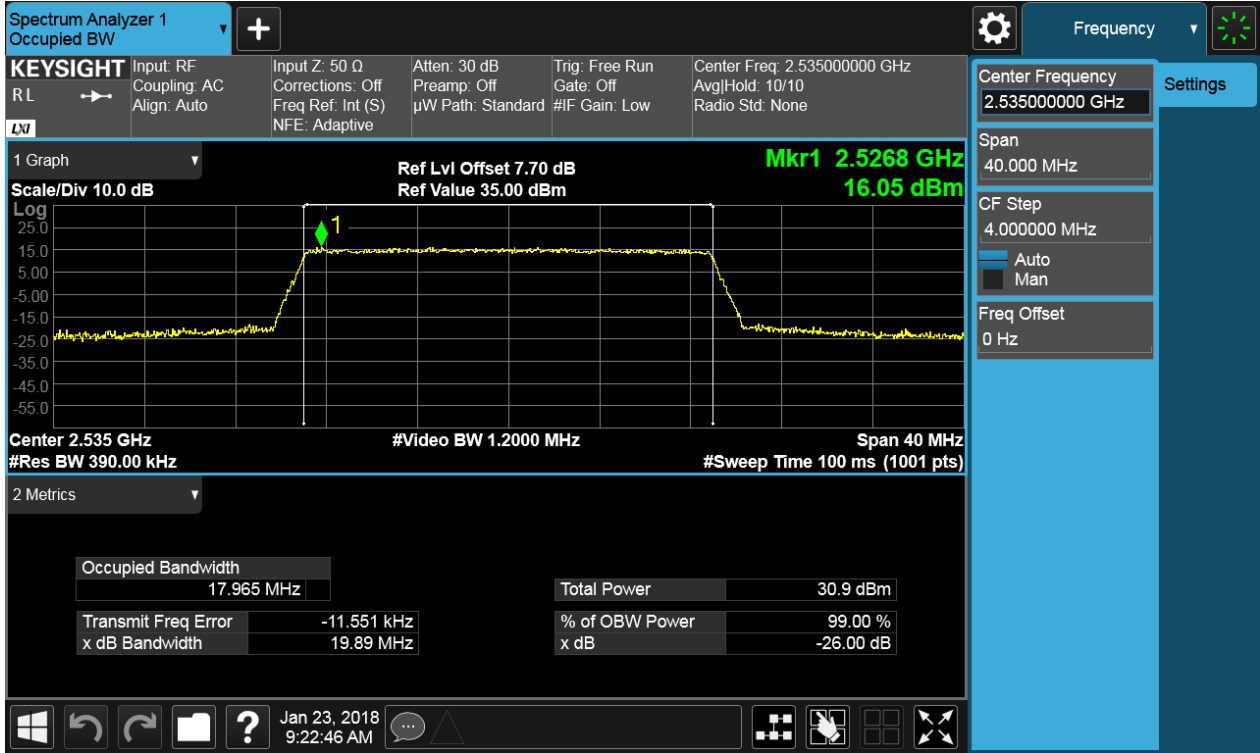 Spectrum Analyzer 1
Occupied BW
+
Frequency
KEYSIGHT
RL
LXI
Input: RF
Coupling: AC
Align: Auto
Input Z: 50 Ω
Corrections: Off
Freq Ref: Int (S)
NFE: Adaptive
Atten: 30 dB
Preamp: Off
µW Path: Standard
Trig: Free Run
Gate: Off
#IF Gain: Low
Center Freq: 2.535000000 GHz
Avg|Hold: 10/10
Radio Std: None
1 Graph
Scale/Div 10.0 dB
Ref Lvl Offset 7.70 dB
Ref Value 35.00 dBm
Mkr1 2.5268 GHz
16.05 dBm
Log
25.0
15.0
5.00
-5.00
-15.0
-25.0
-35.0
-45.0
-55.0
1
Center 2.535 GHz
#Video BW 1.2000 MHz
Span 40 MHz
#Res BW 390.00 kHz
#Sweep Time 100 ms (1001 pts)
2 Metrics
Occupied Bandwidth
17.965 MHz
Total Power 30.9 dBm
Transmit Freq Error -11.551 kHz
% of OBW Power 99.00 %
x dB Bandwidth 19.89 MHz
x dB -26.00 dB
?
Jan 23, 2018
9:22:46 AM
Center Frequency
2.535000000 GHz
Settings
Span
40.000 MHz
CF Step
4.000000 MHz
Auto
Man
Freq Offset
0 Hz